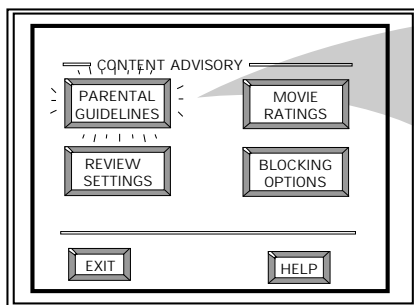 CONTENT ADVISORY
PARENTAL
GUIDELINES
MOVIE
RATINGS
REVIEW
SETTINGS
BLOCKING
OPTIONS
EXIT
HELP